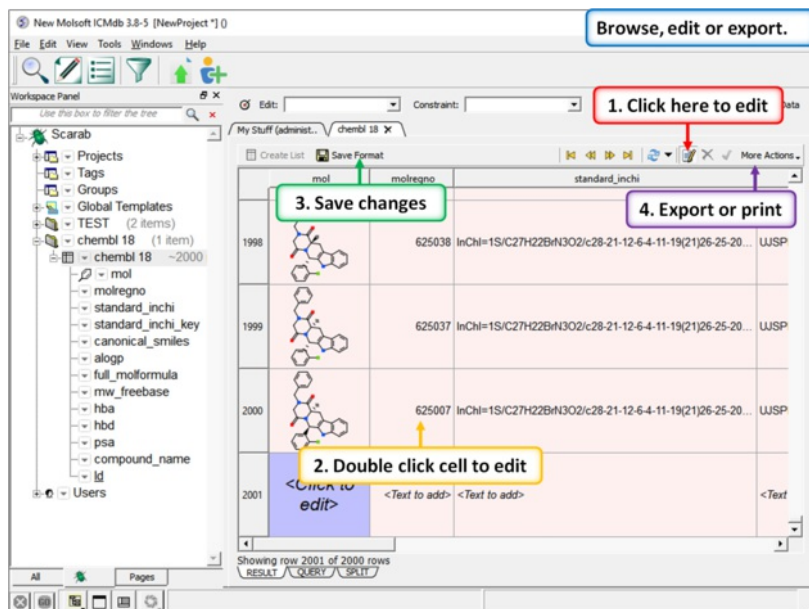 New Molsoft ICMdb 3.8-5 [NewProject *] ()
File Edit View Tools Windows Help
Browse, edit or export.
Workspace Panel
Use this box to filter the tree
Edit:
Constraint:
Data
1. Click here to edit
My Stuff (administ..
chembl 18
Scarab
Projects
Tags
Groups
Global Templates
TEST (2 items)
chembl 18 (1 item)
chembl 18 ~2000
mol
molregno
standard_inchi
standard_inchi_key
canonical_smiles
alogp
full_molformula
mw_freebase
hba
hbd
psa
compound_name
Id
Users
All
Pages
Create List
Save Format
More Actions
mol molregno standard_inchi
3. Save changes
4. Export or print
1998 625038 InChI=1S/C27H22BrN3O2/c28-21-12-6-4-11-19(21)26-25-20... UJSP
1999 625037 InChI=1S/C27H22BrN3O2/c28-21-12-6-4-11-19(21)26-25-20... UJSP
2000 625007 InChI=1S/C27H22BrN3O2/c28-21-12-6-4-11-19(21)26-25-20... UJSP
2. Double click cell to edit
2001 <Click to edit> <Text to add> <Text to add> <Text
Showing row 2001 of 2000 rows
RESULT QUERY SPLIT